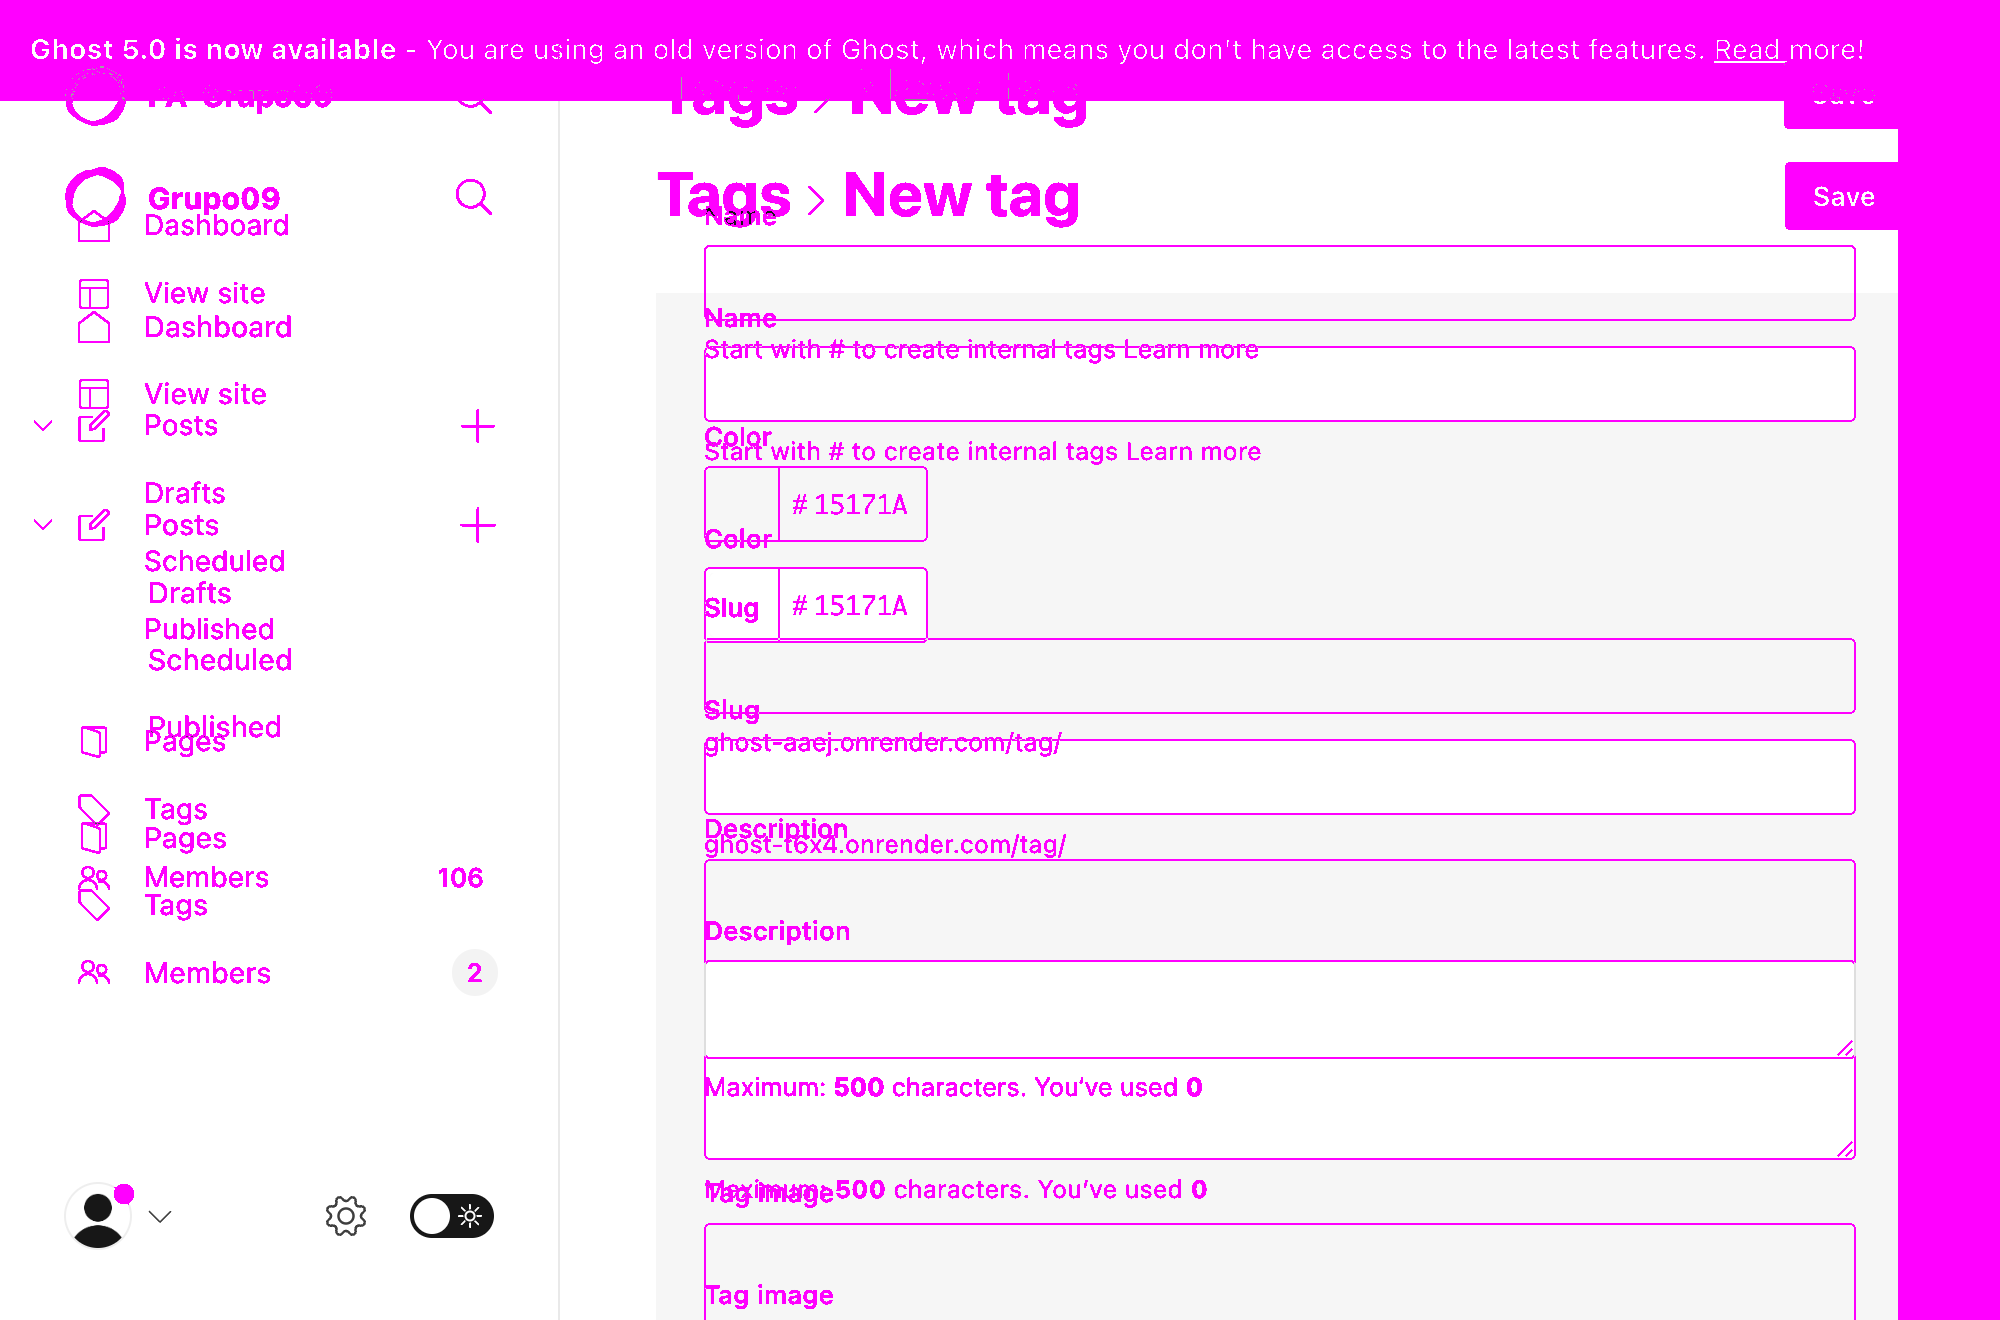 Ghost 5.0 is now available - You are using an old version of Ghost, which means you don't have access to the latest features. Read more!
Tags › New tag
Save
Grupo09
Tags › New tag
Save
Dashboard
View site
Dashboard
View site
Posts
Drafts
Posts
Scheduled
Drafts
Published
Scheduled
Published
Pages
Tags
Pages
Members 106
Tags
Members 2
Name
Name
Start with # to create internal tags Learn more
Color
Start with # to create internal tags Learn more
# 15171A
Color
# 15171A
Slug
Slug
ghost-aaej.onrender.com/tag/
Description
ghost-t6x4.onrender.com/tag/
Description
Maximum: 500 characters. You've used 0
Maximum: 500 characters. You've used 0
Tag image
Tag image